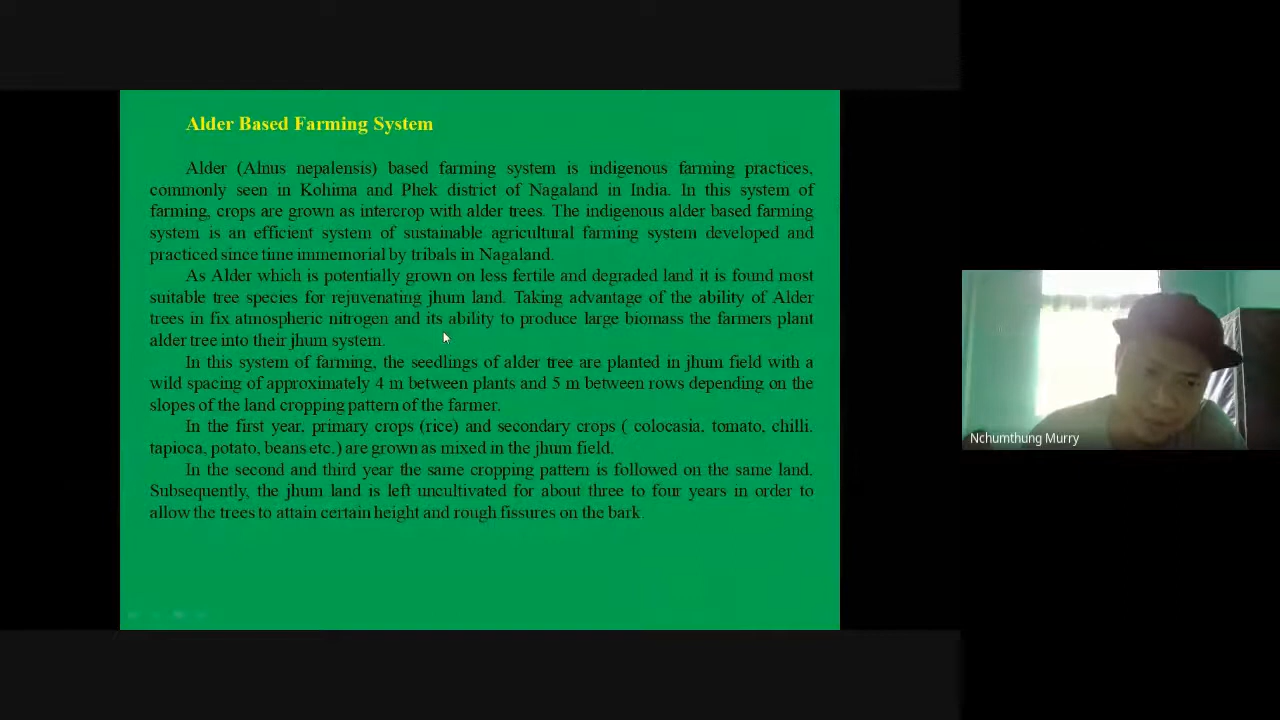 Alder Based Farming System
Alder (Alnus nepalensis) based farming system is indigenous farming practices,
commonly seen in Kohima and Phek district of Nagaland in India. In this system of
farming, crops are grown as intercrop with alder trees. The indigenous alder based farming
system is an efficient system of sustainable agricultural farming system developed and
practiced since time immemorial by tribals in Nagaland.
As Alder which is potentially grown on less fertile and degraded land it is found most
suitable tree species for rejuvenating jhum land. Taking advantage of the ability of Alder
trees in fix atmospheric nitrogen and its ability to produce large biomass the farmers plant
alder tree into their jhum system.
In this system of farming, the seedlings of alder tree are planted in jhum field with a
wild spacing of approximately 4 m between plants and 5 m between rows depending on the
slopes of the land cropping pattern of the farmer.
In the first year, primary crops (rice) and secondary crops ( colocasia, tomato, chilli.
tapioca, potato, beans etc.) are grown as mixed in the jhum field.
In the second and third year the same cropping pattern is followed on the same land.
Subsequently, the jhum land is left uncultivated for about three to four years in order to
allow the trees to attain certain height and rough fissures on the bark
Nchumthung Murry